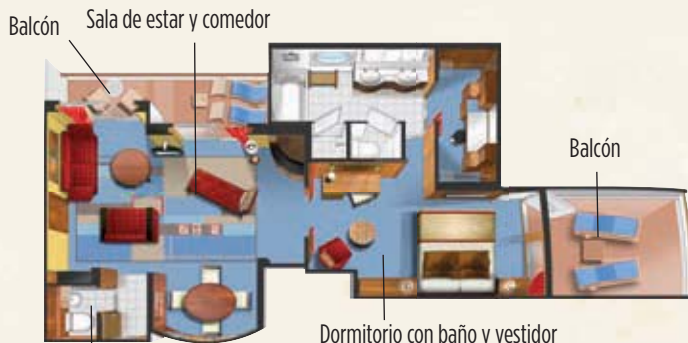 Balcón
Sala de estar y comedor
Balcón
Dormitorio con baño y vestidor